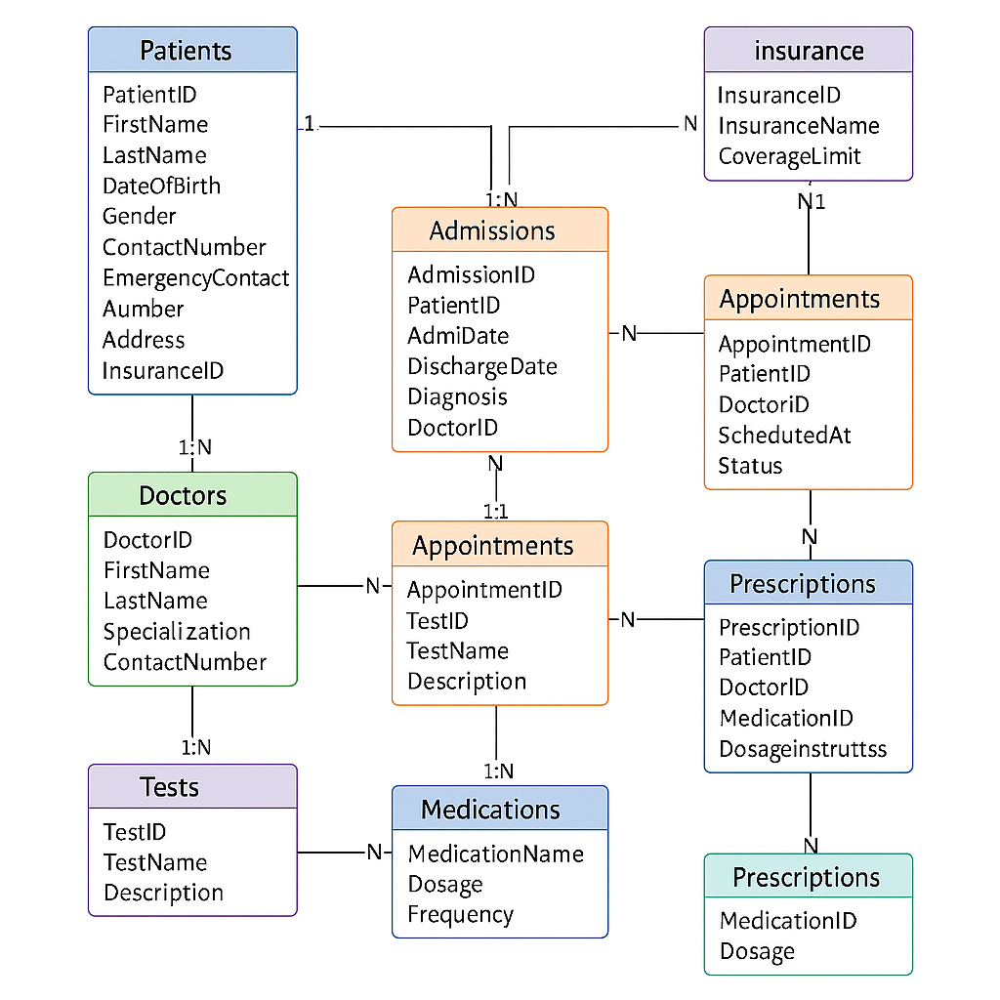 Patients
PatientID
FirstName
LastName
DateOfBirth
Gender
ContactNumber
EmergencyContact
Aumber
Address
InsuranceID
1
N
1:N
insurance
InsuranceID
InsuranceName
CoverageLimit
N1
Admissions
AdmissionID
PatientID
AdmiDate
DischargeDate
Diagnosis
DoctorID
N
Appointments
AppointmentID
PatientID
DoctoriD
SchedutedAt
Status
1:N
N
1:1
N
Doctors
DoctorID
FirstName
LastName
Specialization
ContactNumber
N
Appointments
AppointmentID
TestID
TestName
Description
N
Prescriptions
PrescriptionID
PatientID
DoctorID
MedicationID
Dosageinstruttss
1:N
1:N
N
Tests
TestID
TestName
Description
N
Medications
MedicationName
Dosage
Frequency
Prescriptions
MedicationID
Dosage